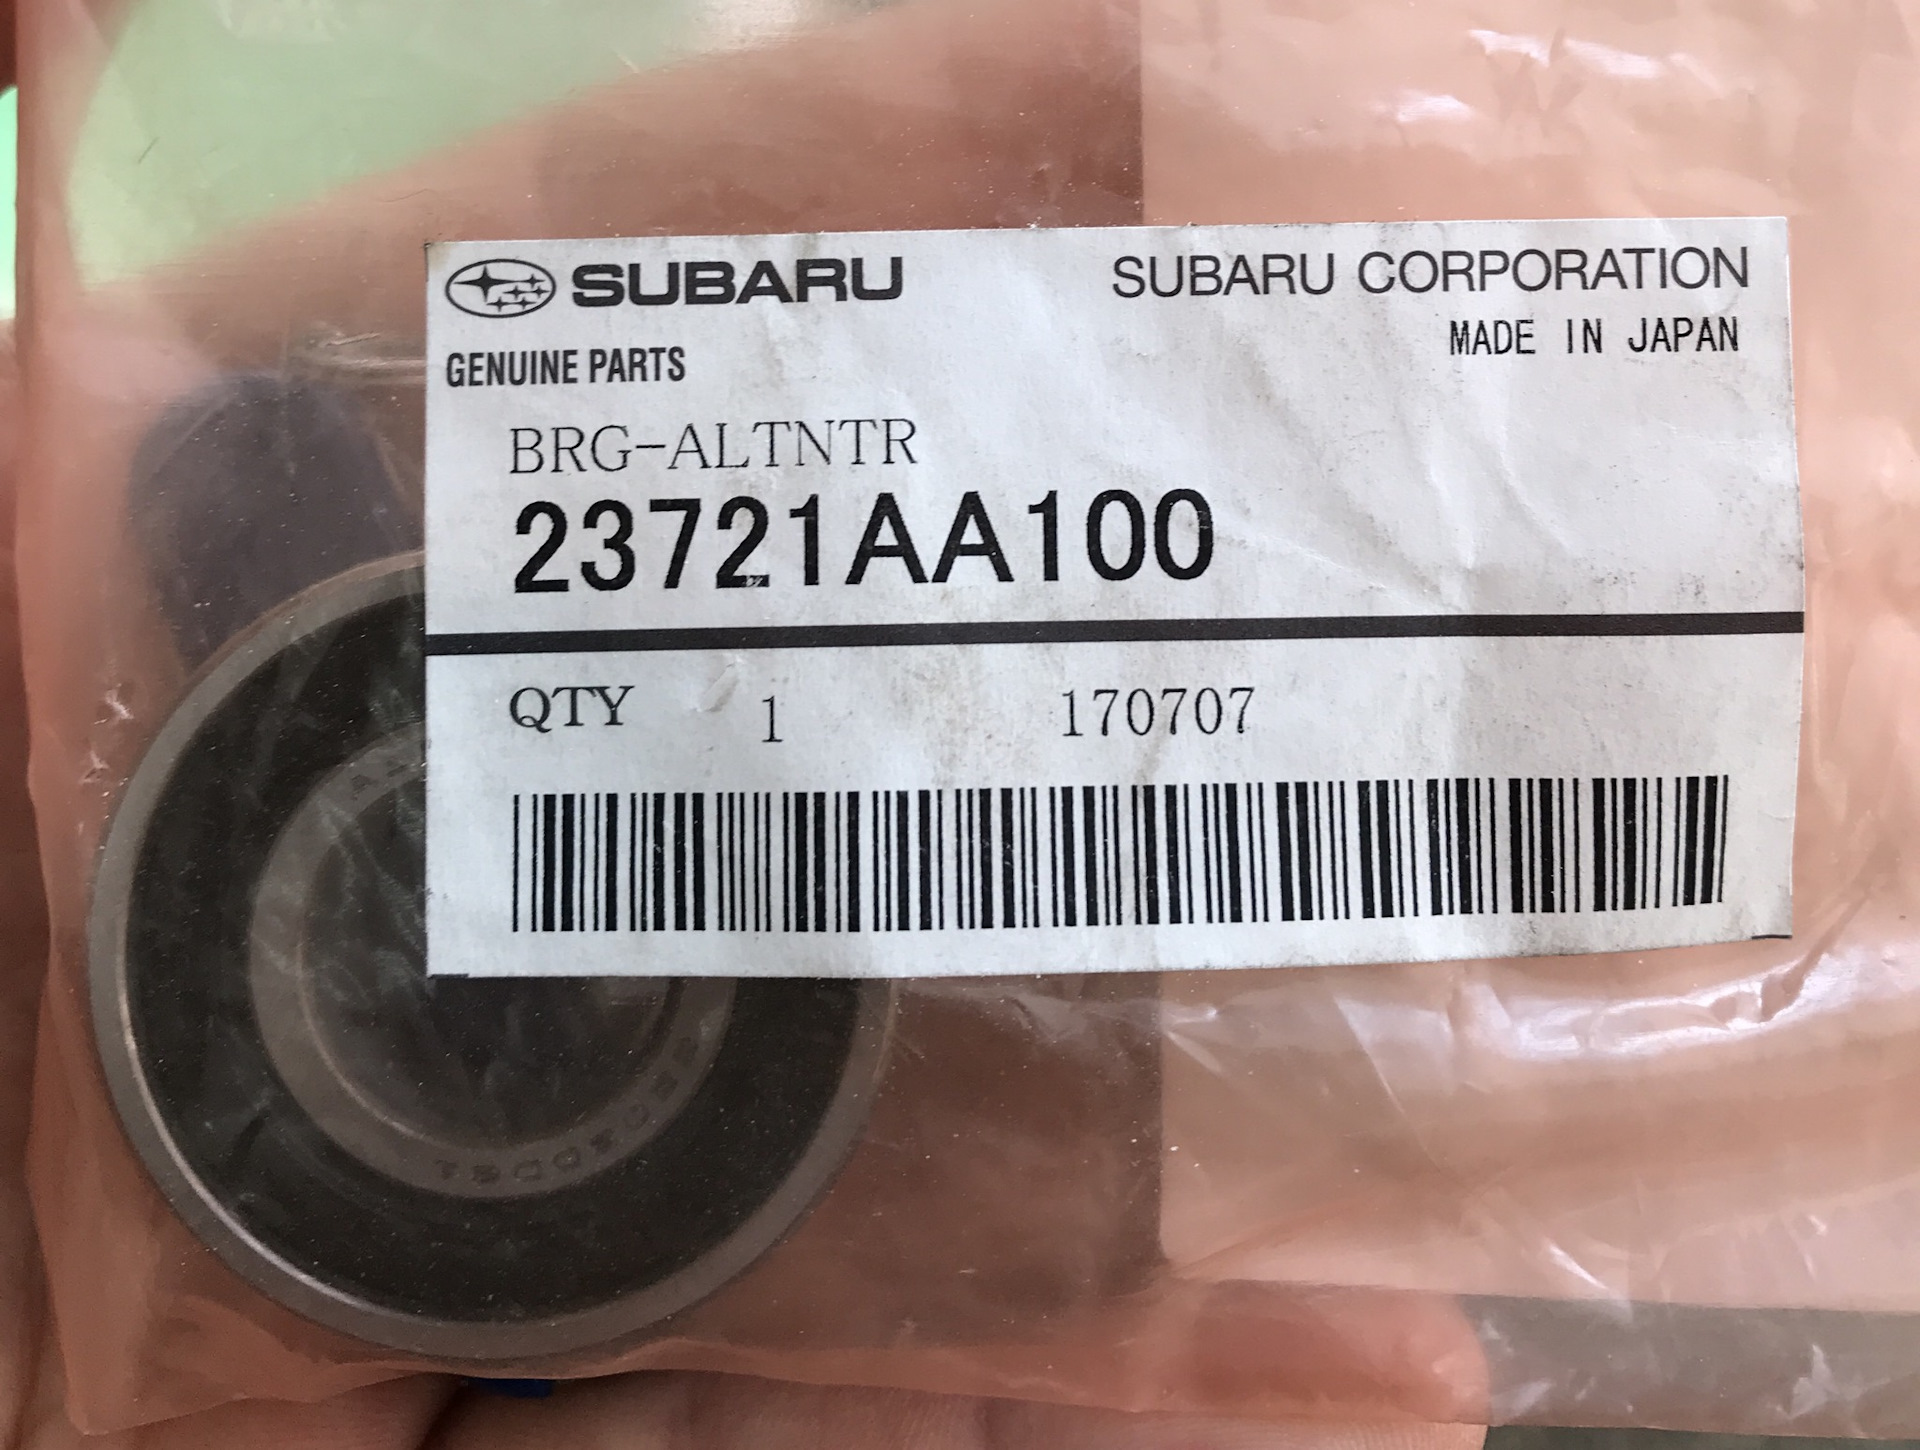 SUBARU
SUBARU CORPORATION
MADE IN JAPAN
GENUINE PARTS
BRG-ALTNTR
23721AA100
QTY 1 170707